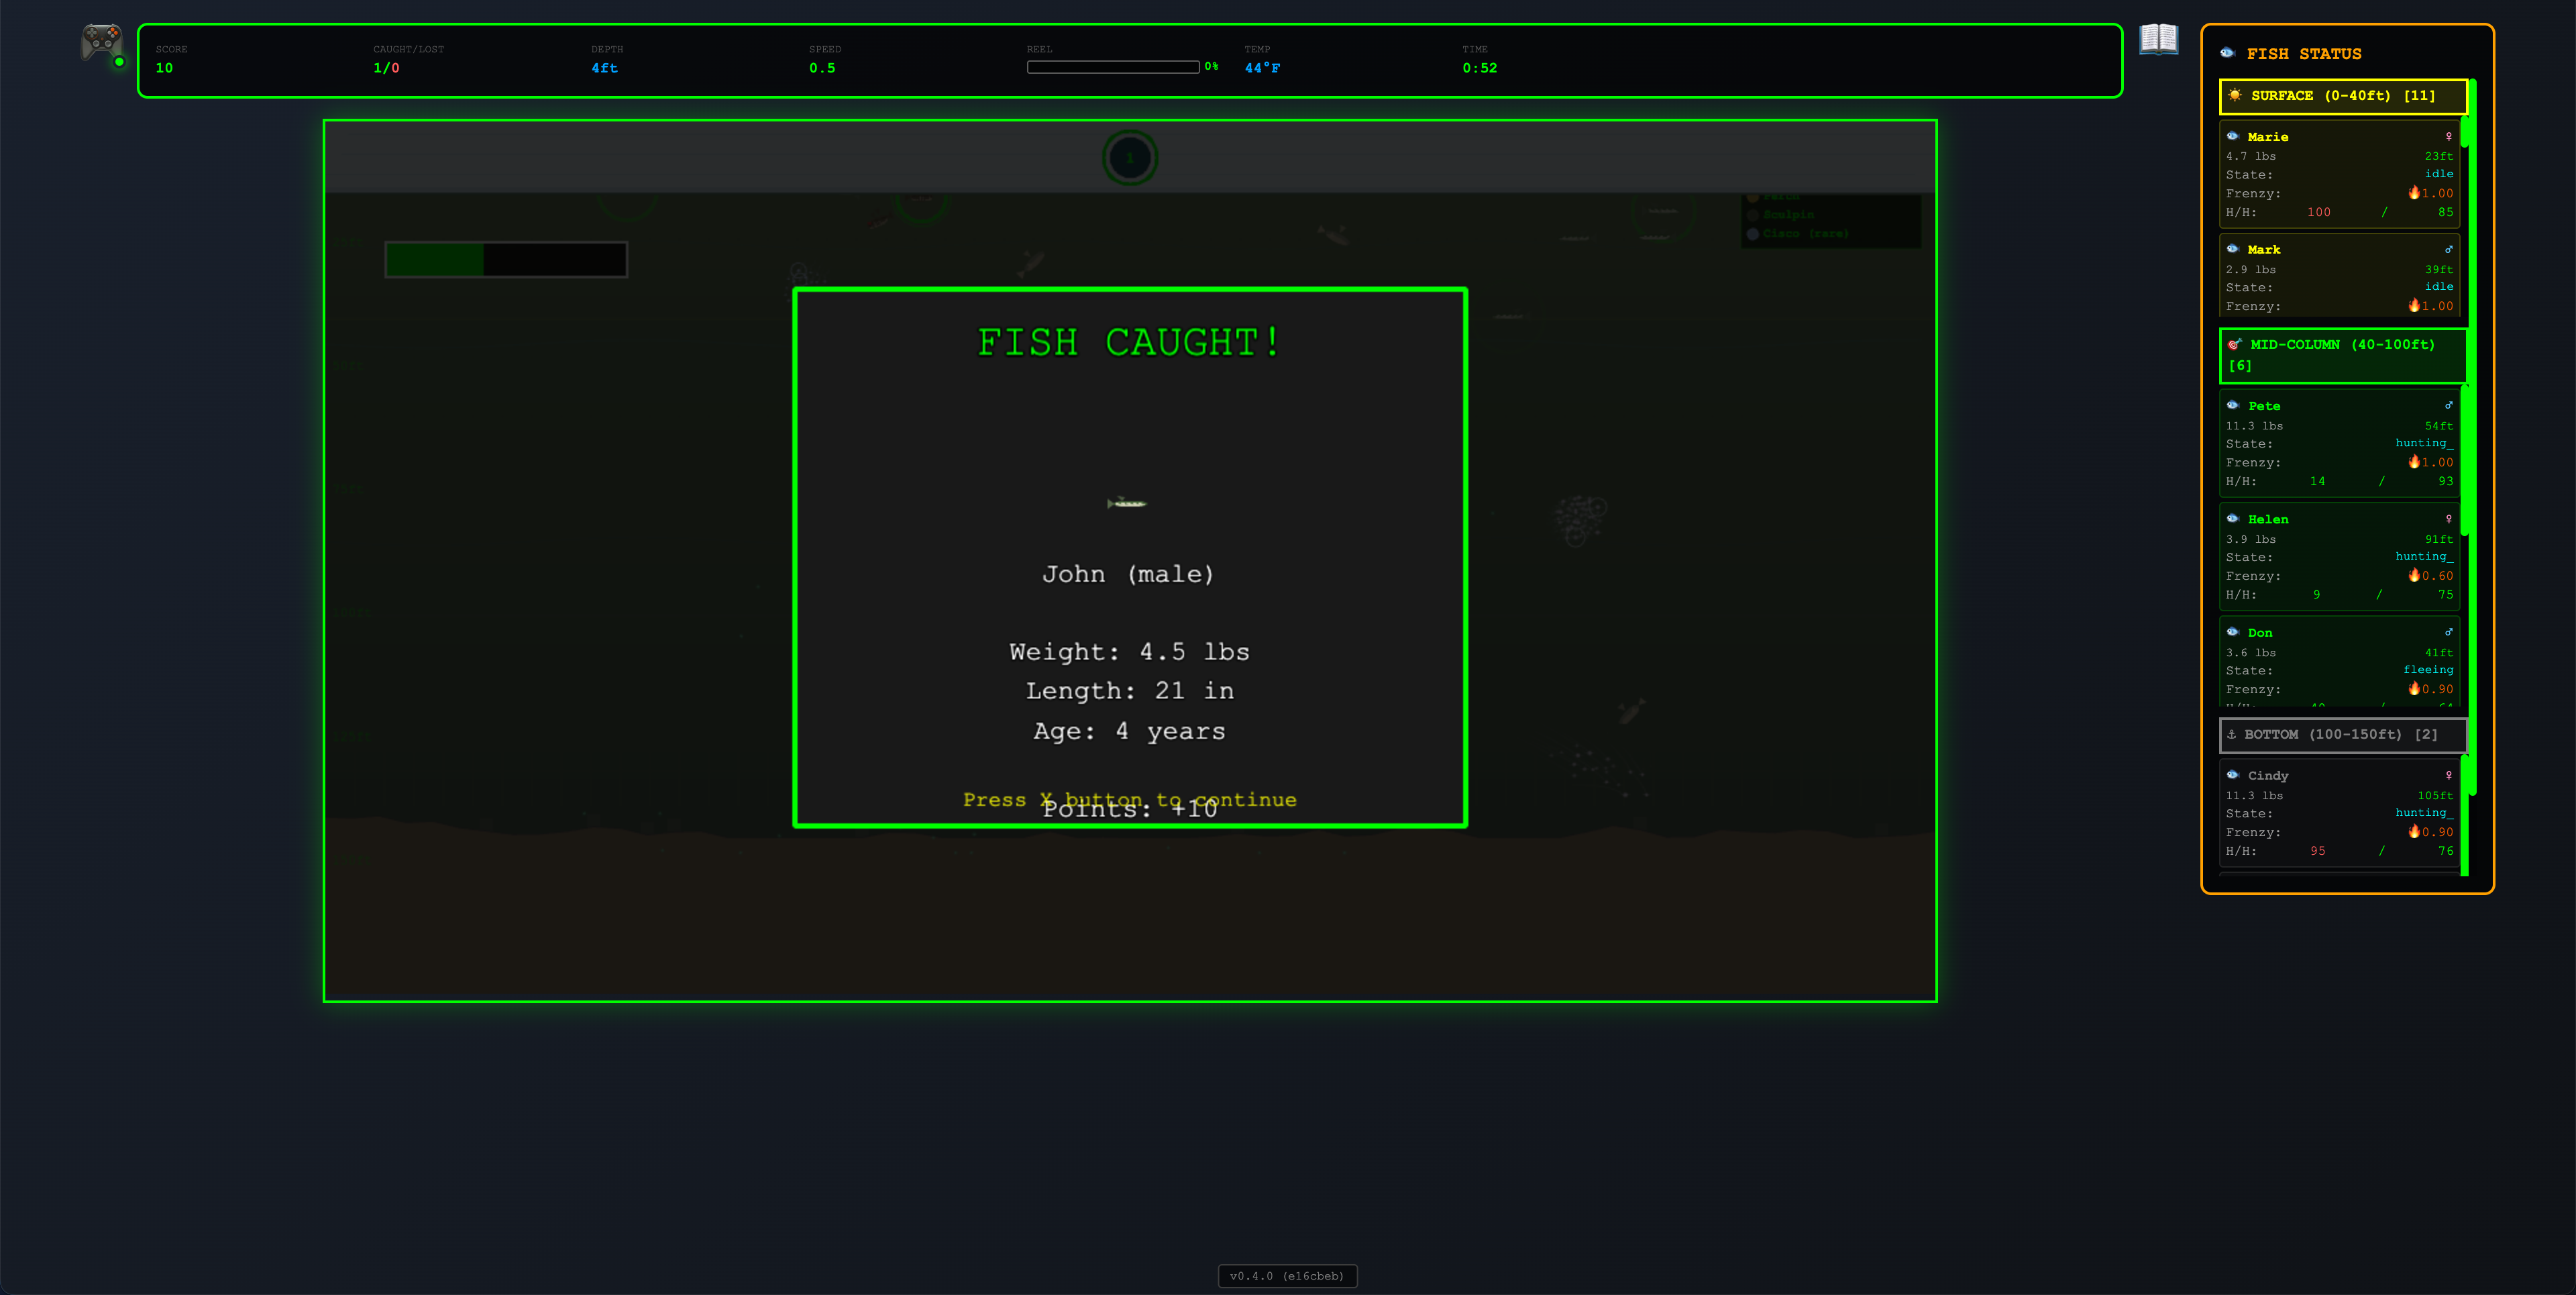 SCORE
10
CAUGHT/LOST
1/0
DEPTH
4ft
SPEED
0.5
REEL
0%
TEMP
44°F
TIME
0:52
1
Sculpin
Cisco (rare)
FISH CAUGHT!
John (male)
Weight: 4.5 lbs
Length: 21 in
Age: 4 years
Press X button to continue
Points: +10
FISH STATUS
SURFACE (0-40ft) [11]
Marie ♀
4.7 lbs 23ft
State: idle
Frenzy: 1.00
H/H: 100 / 85
Mark ♂
2.9 lbs 39ft
State: idle
Frenzy: 1.00
MID-COLUMN (40-100ft)
[6]
Pete ♂
11.3 lbs 54ft
State: hunting_
Frenzy: 1.00
H/H: 14 / 93
Helen ♀
3.9 lbs 91ft
State: hunting_
Frenzy: 0.60
H/H: 9 / 75
Don ♂
3.6 lbs 41ft
State: fleeing
Frenzy: 0.90
BOTTOM (100-150ft) [2]
Cindy ♀
11.3 lbs 105ft
State: hunting_
Frenzy: 0.90
H/H: 95 / 76
v0.4.0 (e16cbeb)